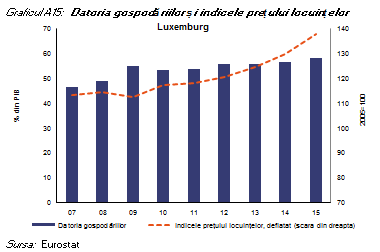 Graficul A15: Datoria gospodăriilor și indicele prețului locuințelor
Luxemburg
70 140
60 130
50 120
40 110
30 100
20 90
10 80
0 70
% din PIB
2005=100
07 08 09 10 11 12 13 14 15
Datoria gospodăriilor Indicele prețului locuințelor, deflatat (scara din dreapta)
Sursa: Eurostat